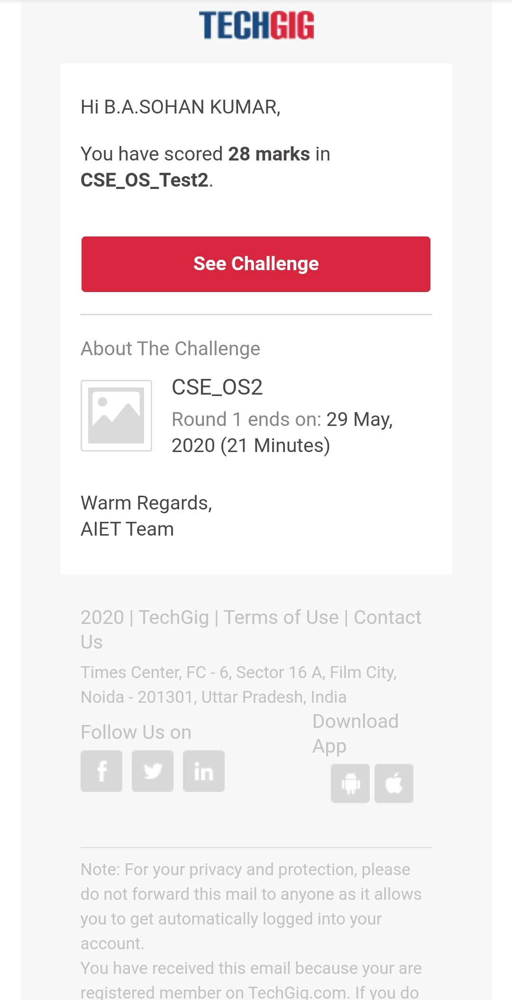 TECHGIG
Hi B.A.SOHAN KUMAR,
You have scored 28 marks in
CSE_OS_Test2.
See Challenge
About The Challenge
CSE_OS2
Round 1 ends on: 29 May,
2020 (21 Minutes)
Warm Regards,
AIET Team
2020 | TechGig | Terms of Use | Contact
Us
Times Center, FC - 6, Sector 16 A, Film City,
Noida - 201301, Uttar Pradesh, India
Follow Us on
Download
App
f
in
Note: For your privacy and protection, please
do not forward this mail to anyone as it allows
you to get automatically logged into your
account.
You have received this email because your are
registered member on TechGig.com. If you do